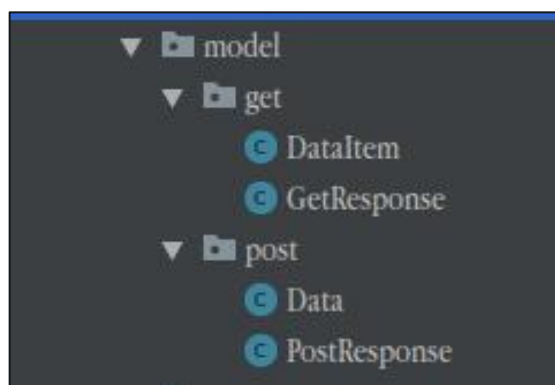 model
get
C DataItem
C GetResponse
post
C Data
C PostResponse